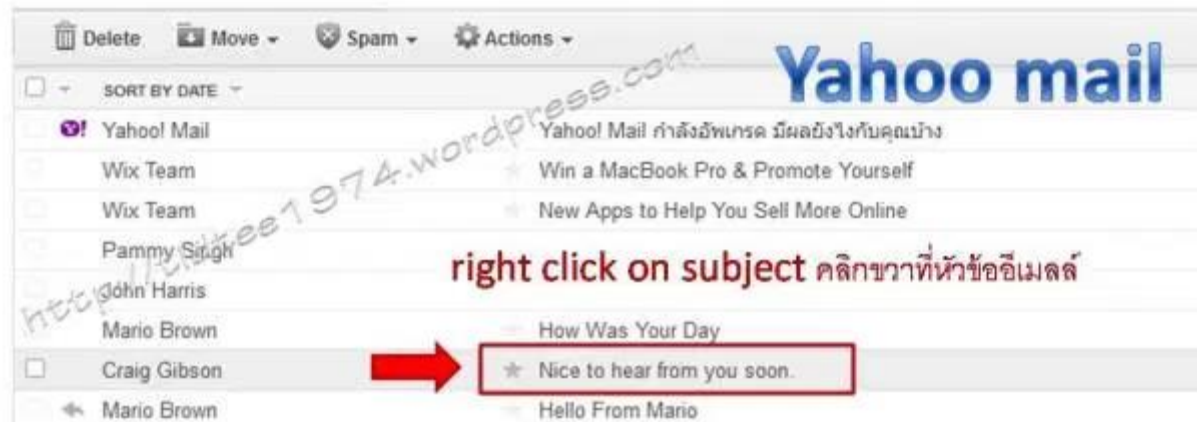 Delete Move Spam Actions
Yahoo mail
SORT BY DATE
Yahoo! Mail Yahoo! Mail กำลังอัพเกรด มีผลยังไงกับคุณบ้าง
Wix Team Win a MacBook Pro & Promote Yourself
Wix Team New Apps to Help You Sell More Online
Pammy Singh
right click on subject คลิกขวาที่หัวข้ออีเมลล์
John Harris
Mario Brown How Was Your Day
Craig Gibson Nice to hear from you soon.
Mario Brown Hello From Mario